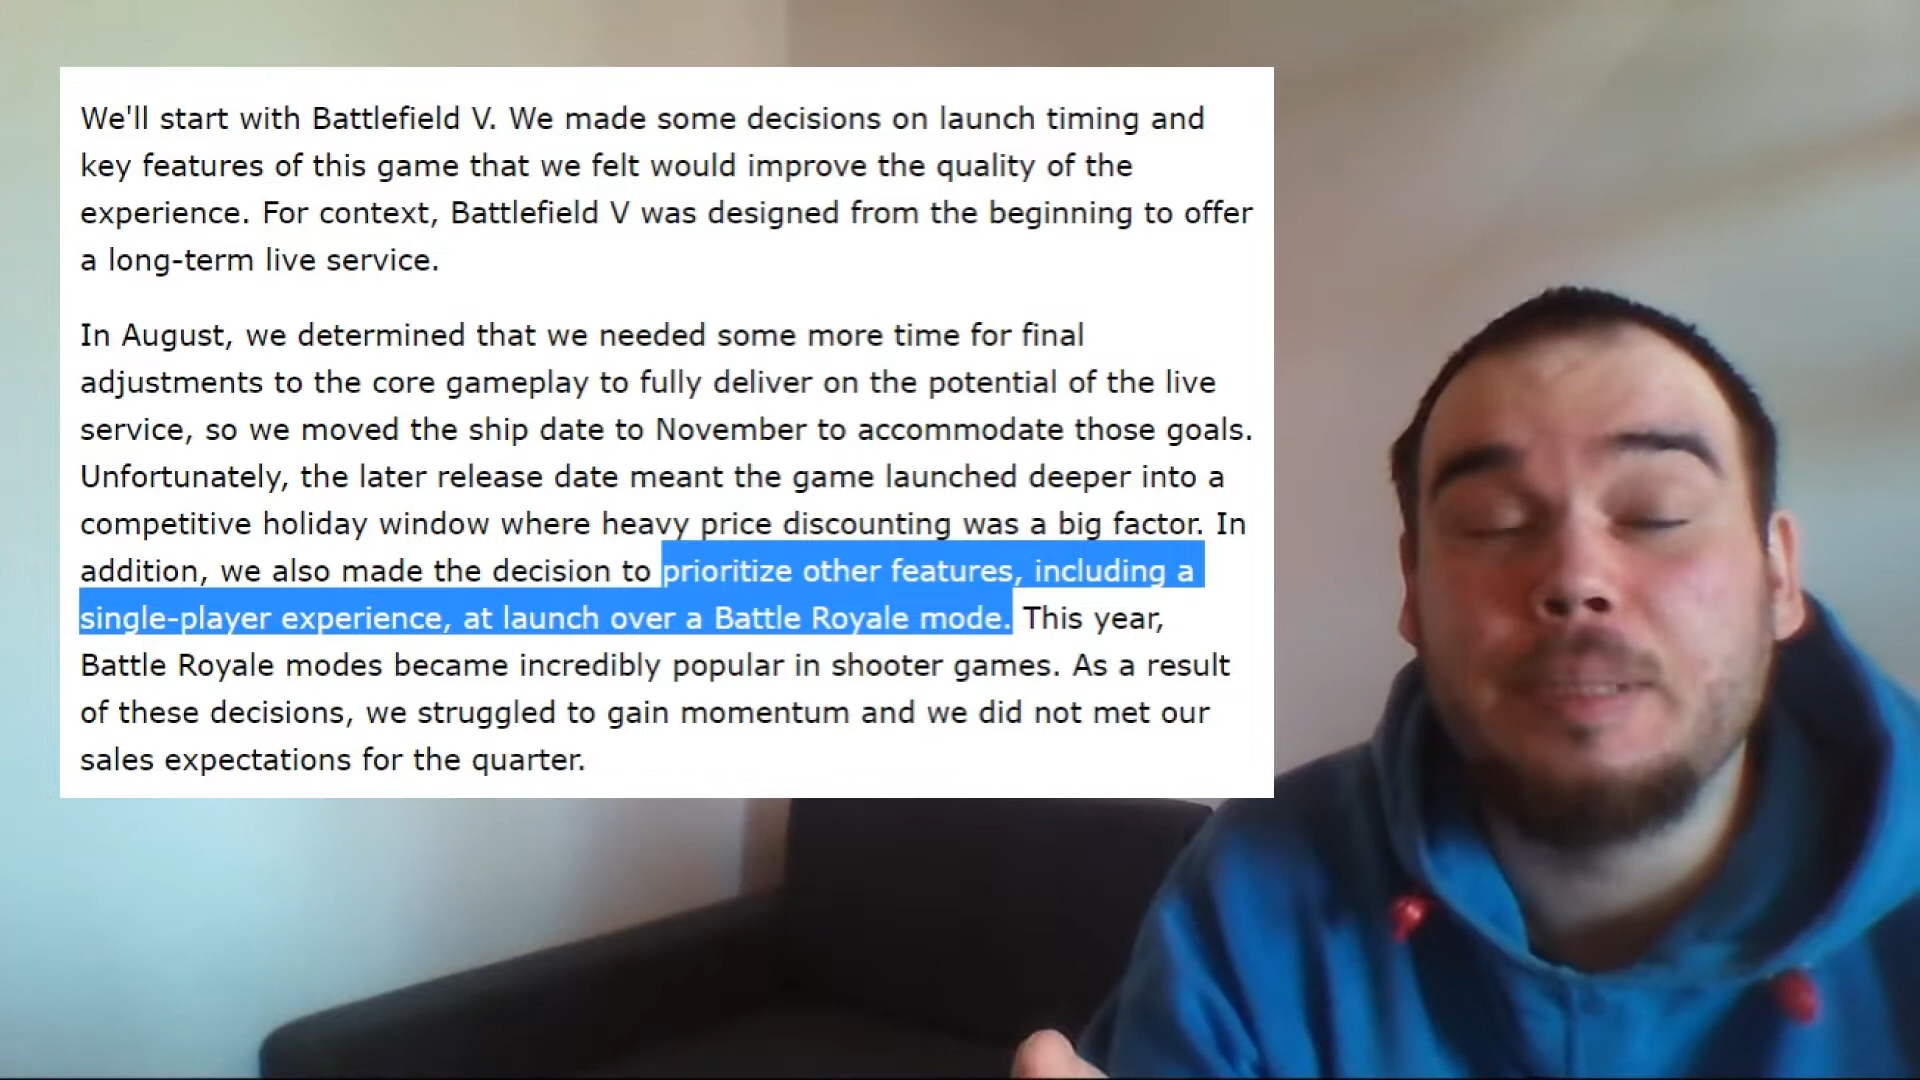 We'll start with Battlefield V. We made some decisions on launch timing and
key features of this game that we felt would improve the quality of the
experience. For context, Battlefield V was designed from the beginning to offer
a long-term live service.
In August, we determined that we needed some more time for final
adjustments to the core gameplay to fully deliver on the potential of the live
service, so we moved the ship date to November to accommodate those goals.
Unfortunately, the later release date meant the game launched deeper into a
competitive holiday window where heavy price discounting was a big factor. In
addition, we also made the decision to prioritize other features, including a
single-player experience, at launch over a Battle Royale mode. This year,
Battle Royale modes became incredibly popular in shooter games. As a result
of these decisions, we struggled to gain momentum and we did not met our
sales expectations for the quarter.